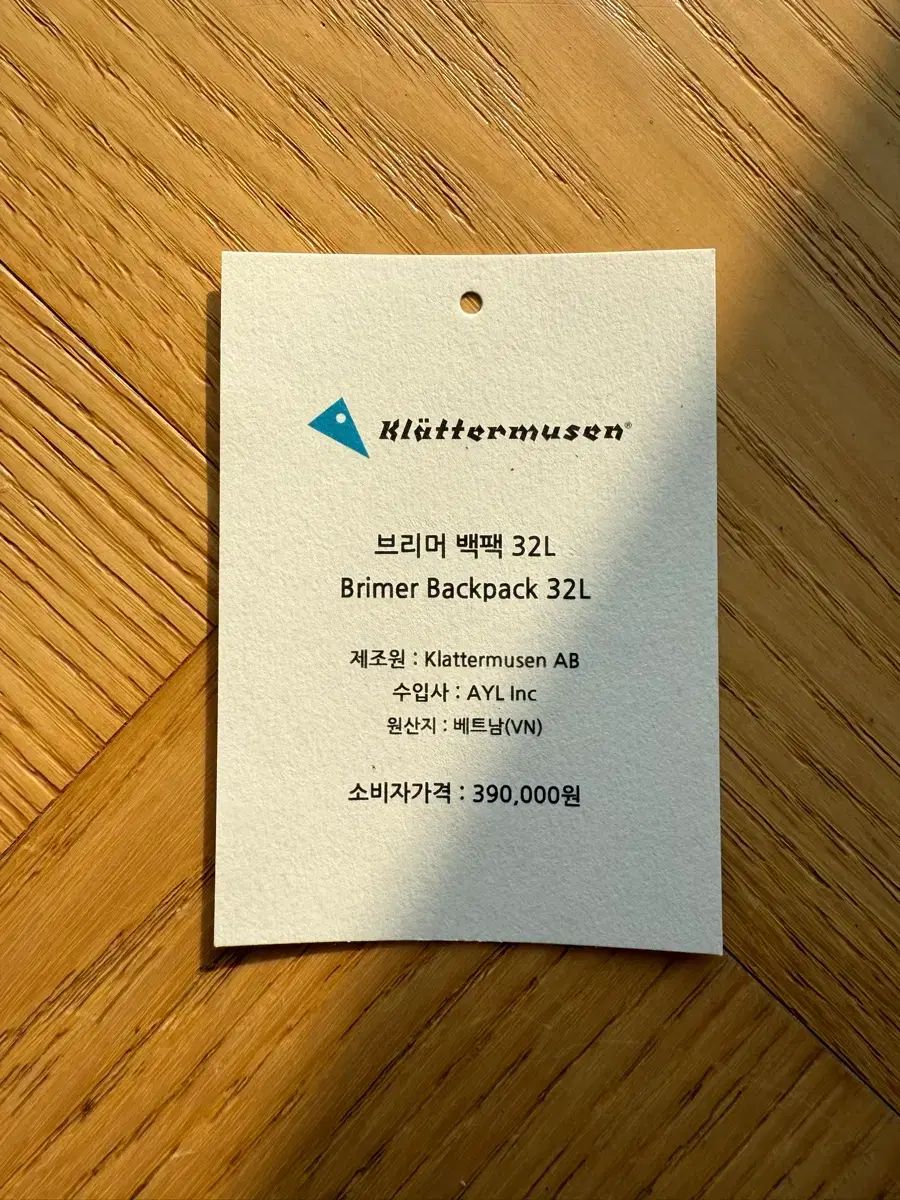 Klättermusen®
브리머 백팩 32L
Brimer Backpack 32L
제조원 : Klattermusen AB
수입사 : AYL Inc
원산지 : 베트남(VN)
소비자가격 : 390,000원